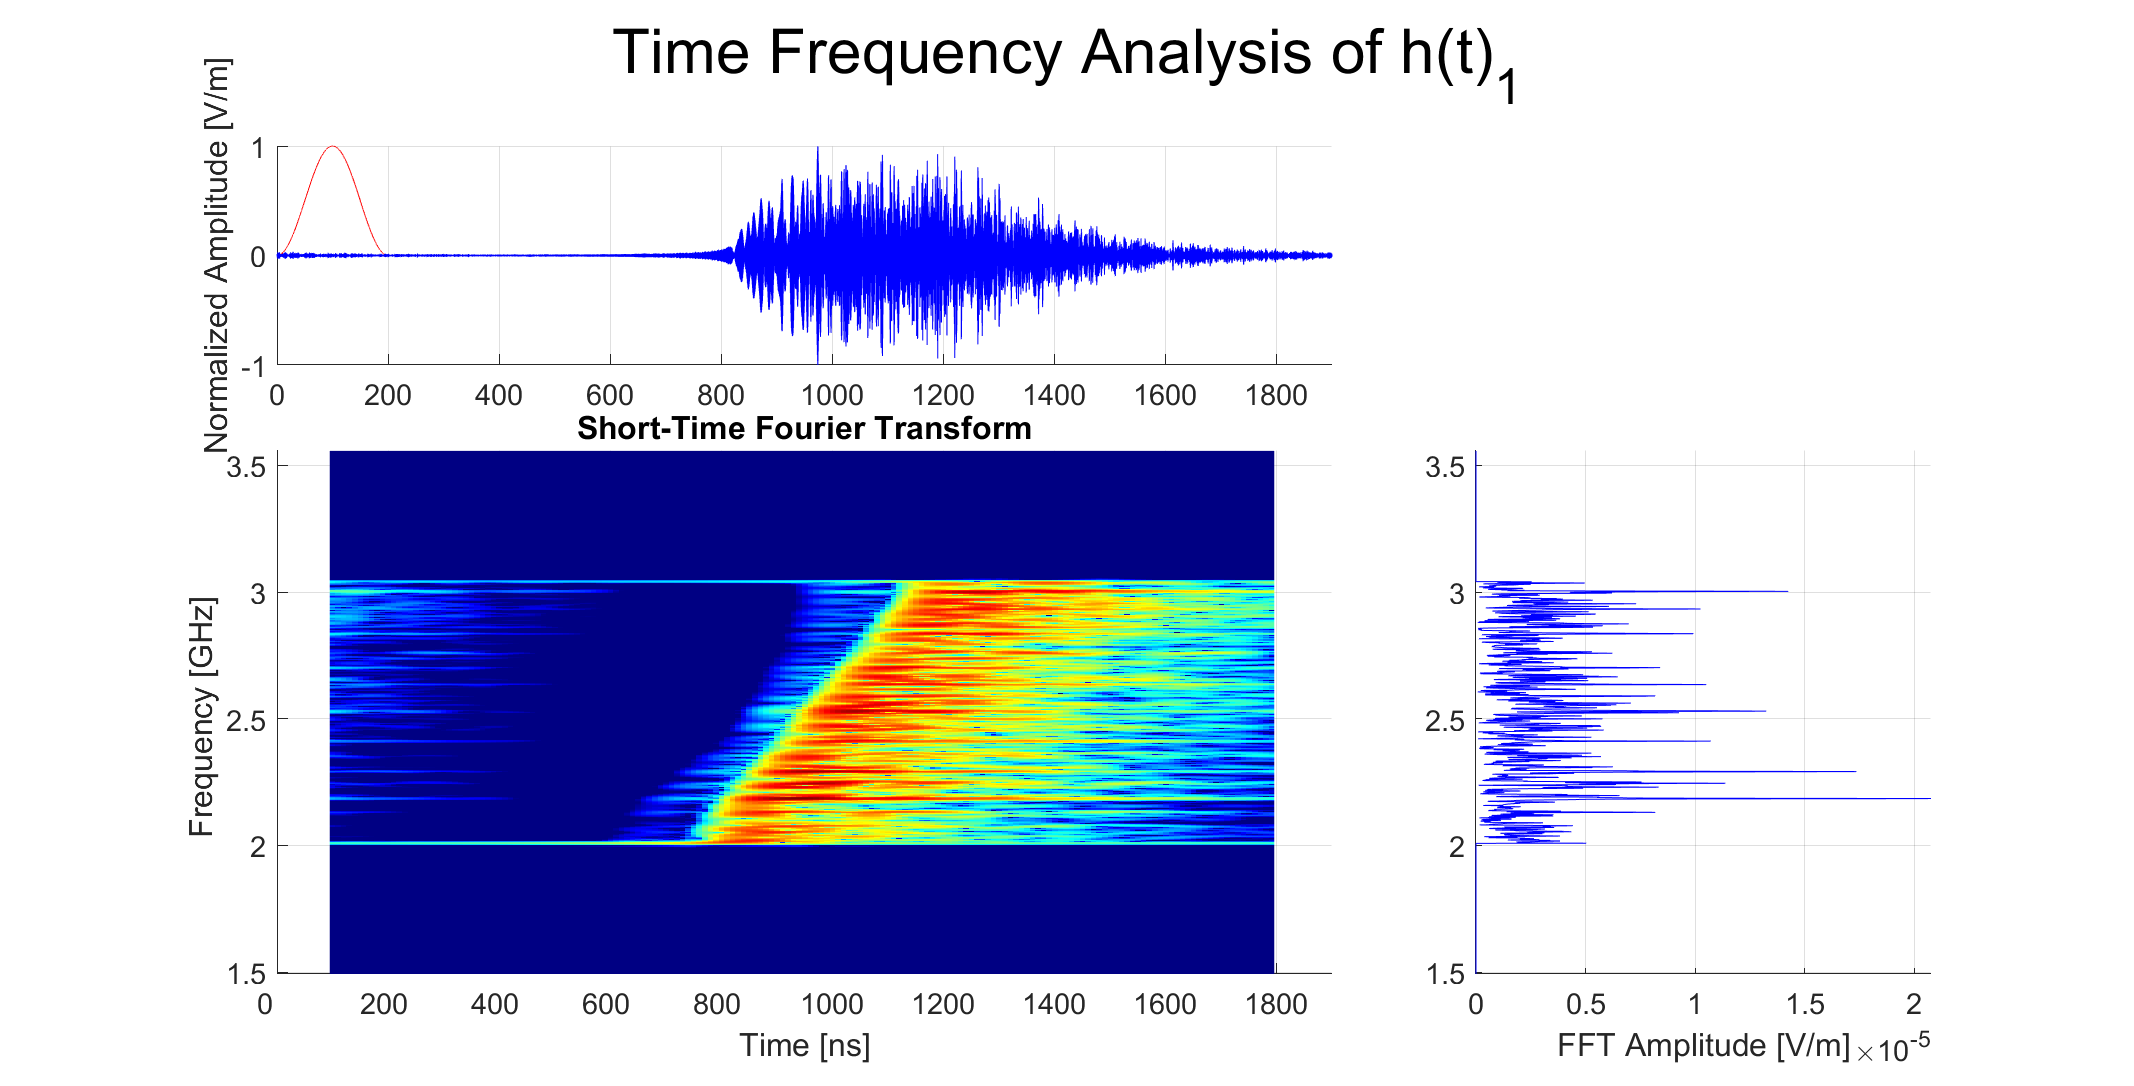 Time Frequency Analysis of h(t)₁
Normalized Amplitude [V/m]
1
0
-1
0 200 400 600 800 1000 1200 1400 1600 1800
Short-Time Fourier Transform
Frequency [GHz]
3.5
3
2.5
2
1.5
0 200 400 600 800 1000 1200 1400 1600 1800
Time [ns]
3.5
3
2.5
2
1.5
0 0.5 1 1.5 2
FFT Amplitude [V/m] ×10⁻⁵